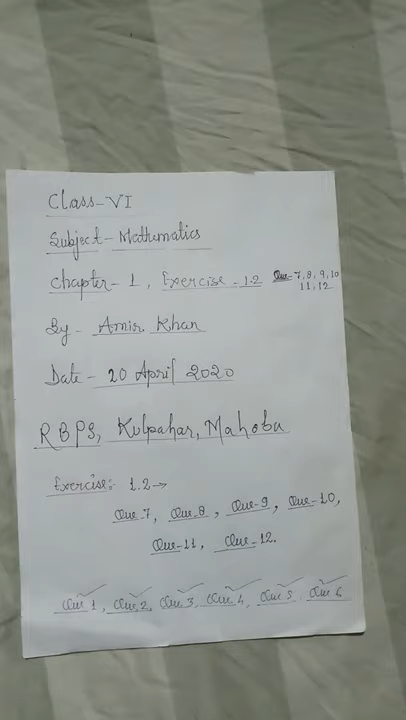 Class-VI
Subject - Mathematics
Chapter - 1, Exercise - 1.2 Que-7,8,9,10
11,12
By - Amir Khan
Date - 20 April 2020
RBPS, Kulpahar, Mahoba
Exercise: 1.2→
Que.7, Que.8, Que-9, Que-10,
Que-11, Que-12.
Que 1, Que.2, Que.3, Que 4, Que 5, Que 6